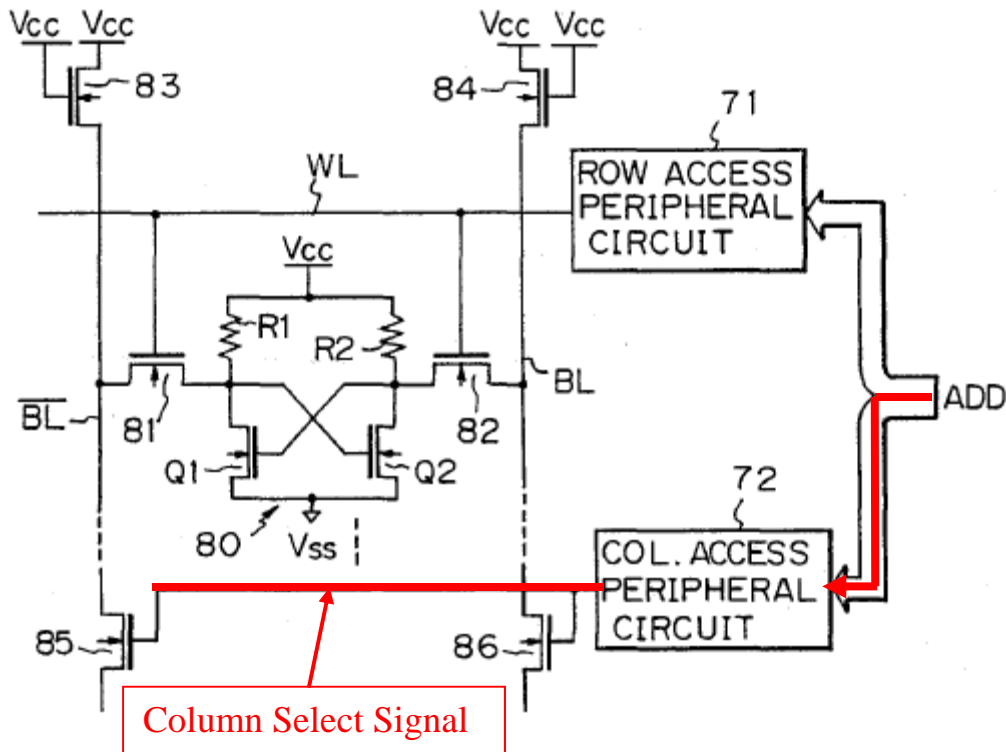 Vcc Vcc
Vcc Vcc
83
84
71
WL
ROW ACCESS
PERIPHERAL
CIRCUIT
Vcc
R1
R2
BL
BL
ADD
81
82
Q1
Q2
80
Vss
72
COL. ACCESS
PERIPHERAL
CIRCUIT
85
86
Column Select Signal